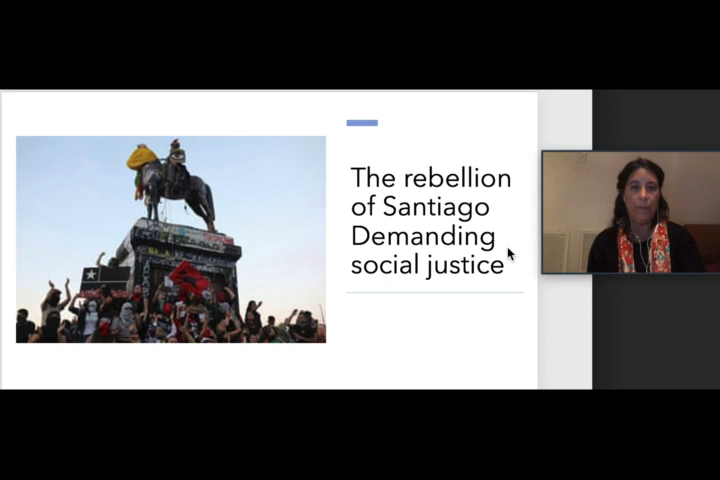 The rebellion
of Santiago
Demanding
social justice